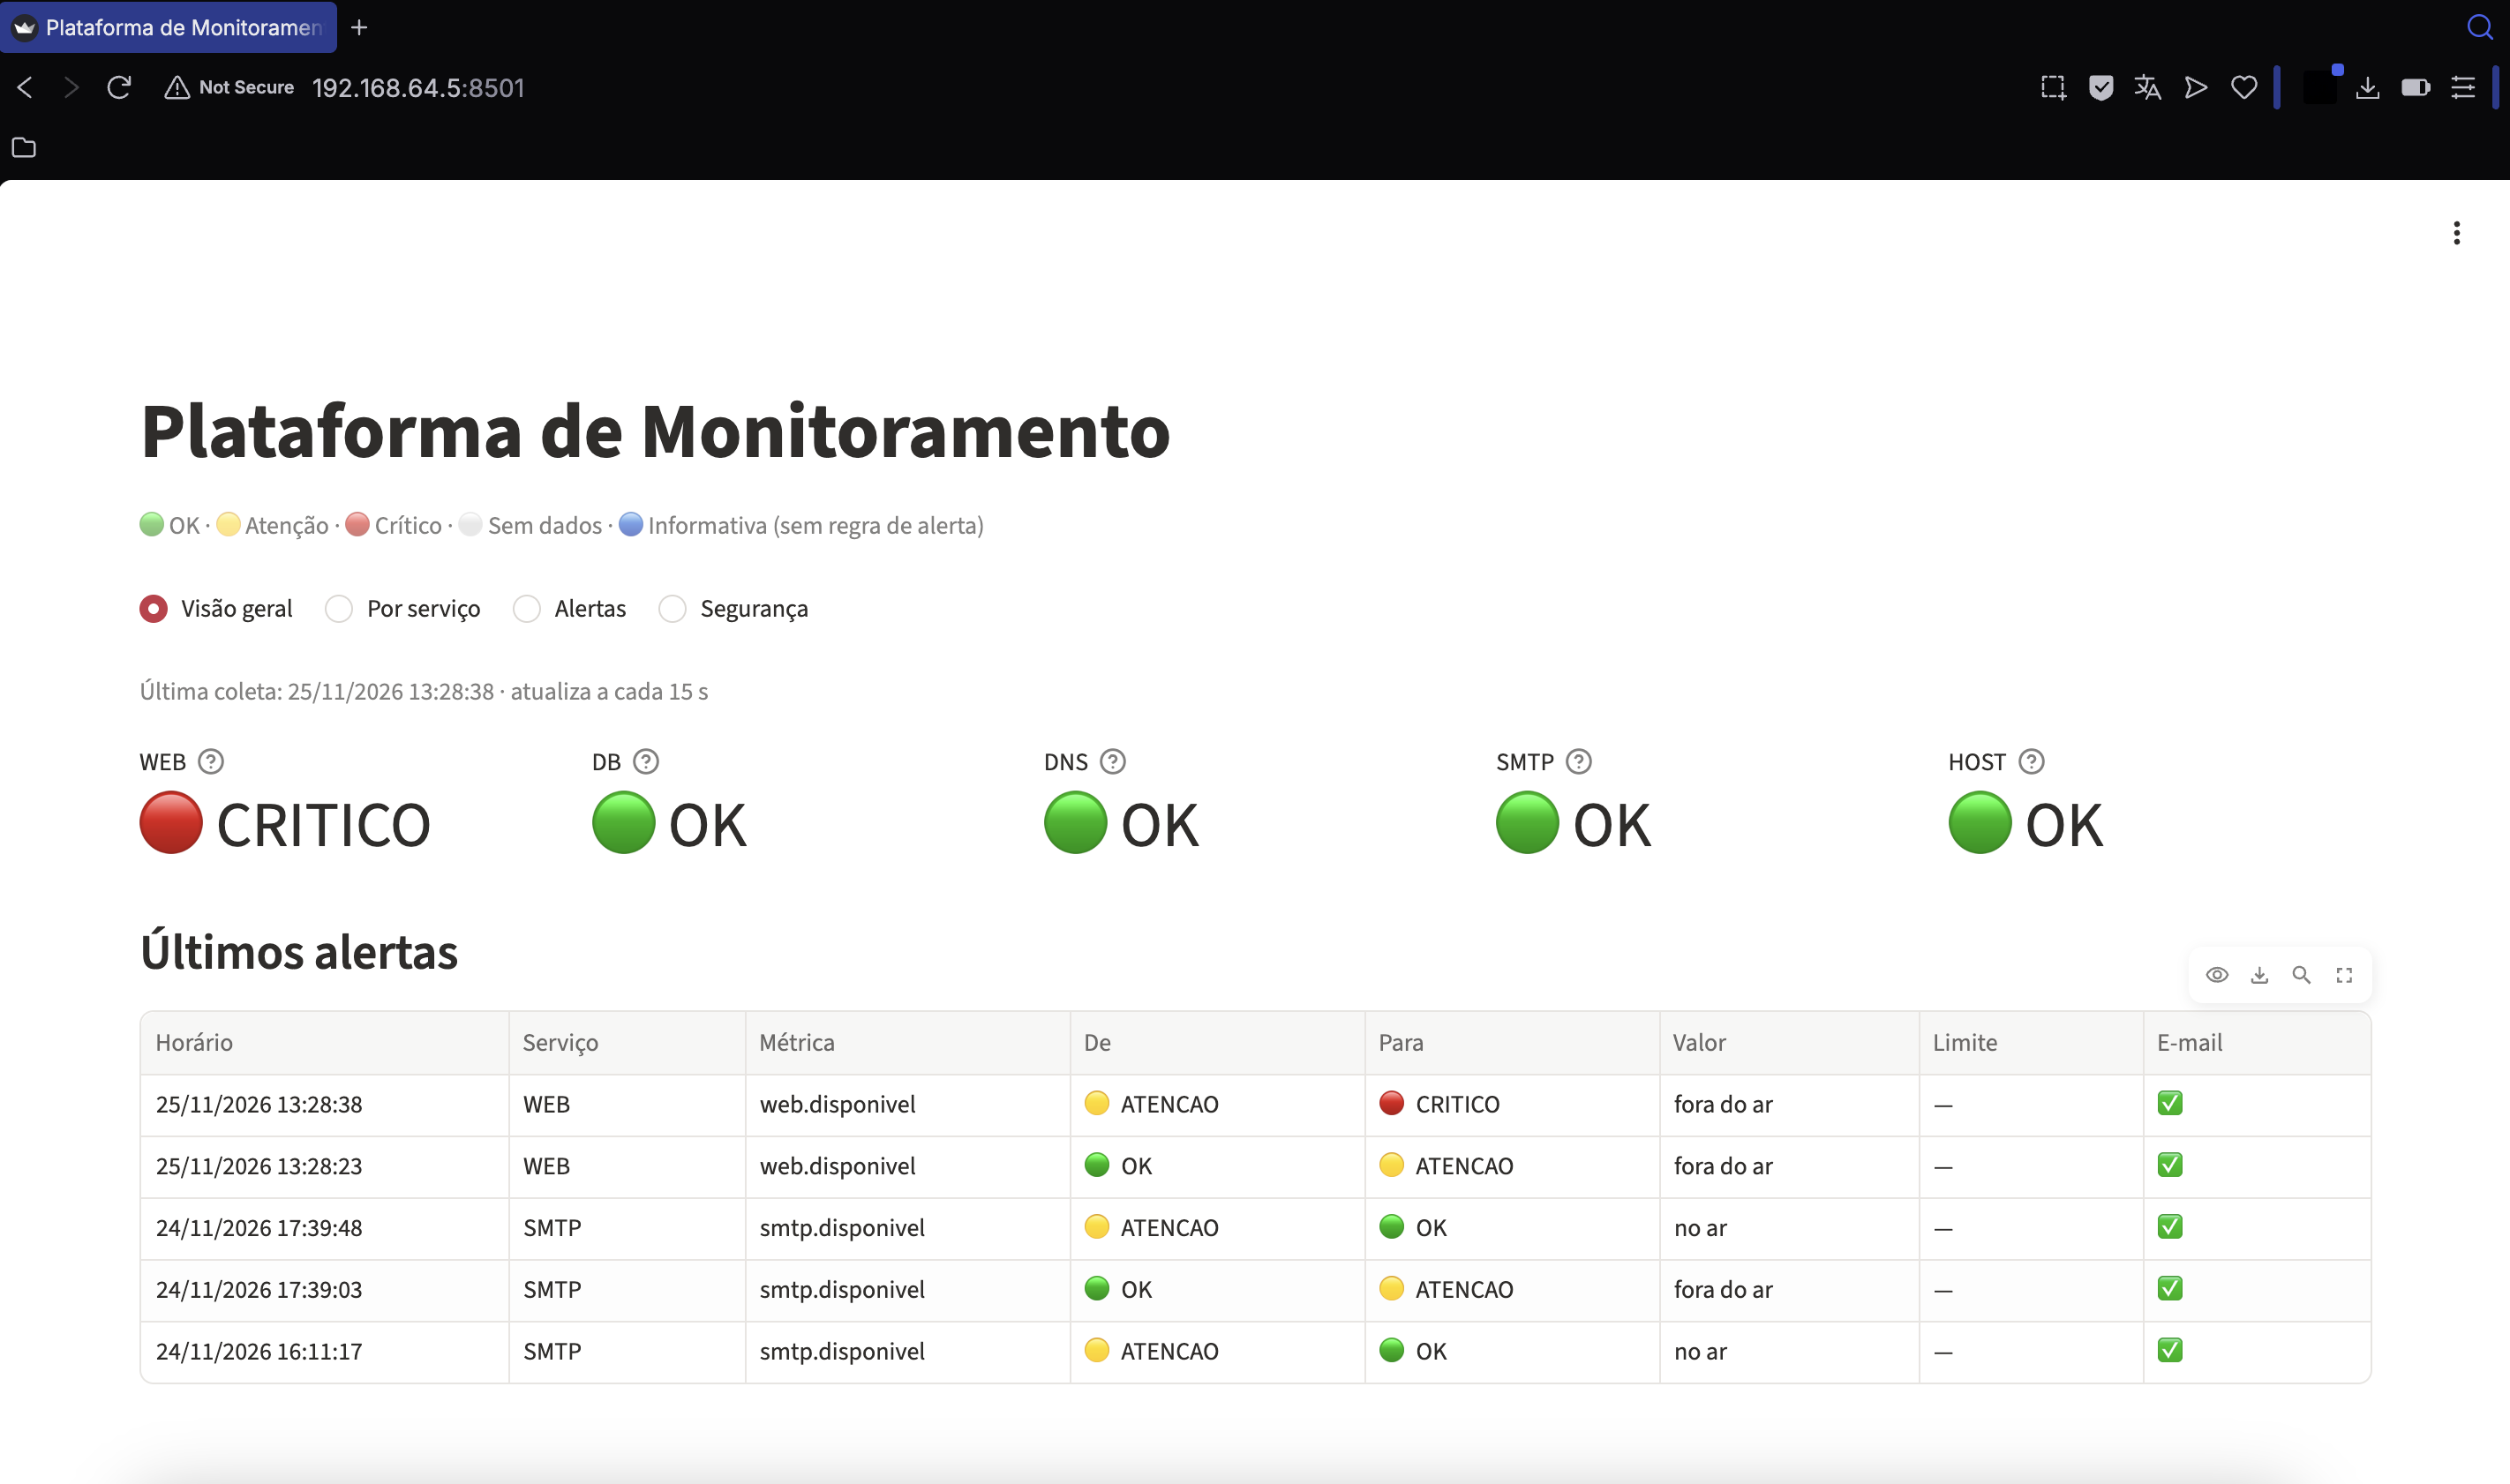 Plataforma de Monitoramen
Not Secure 192.168.64.5:8501
Plataforma de Monitoramento
OK · Atenção · Crítico · Sem dados · Informativa (sem regra de alerta)
Visão geral Por serviço Alertas Segurança
Última coleta: 25/11/2026 13:28:38 · atualiza a cada 15 s
WEB DB DNS SMTP HOST
CRITICO OK OK OK OK
Últimos alertas
Horário Serviço Métrica De Para Valor Limite E-mail
25/11/2026 13:28:38 WEB web.disponivel ATENCAO CRITICO fora do ar —
25/11/2026 13:28:23 WEB web.disponivel OK ATENCAO fora do ar —
24/11/2026 17:39:48 SMTP smtp.disponivel ATENCAO OK no ar —
24/11/2026 17:39:03 SMTP smtp.disponivel OK ATENCAO fora do ar —
24/11/2026 16:11:17 SMTP smtp.disponivel ATENCAO OK no ar —